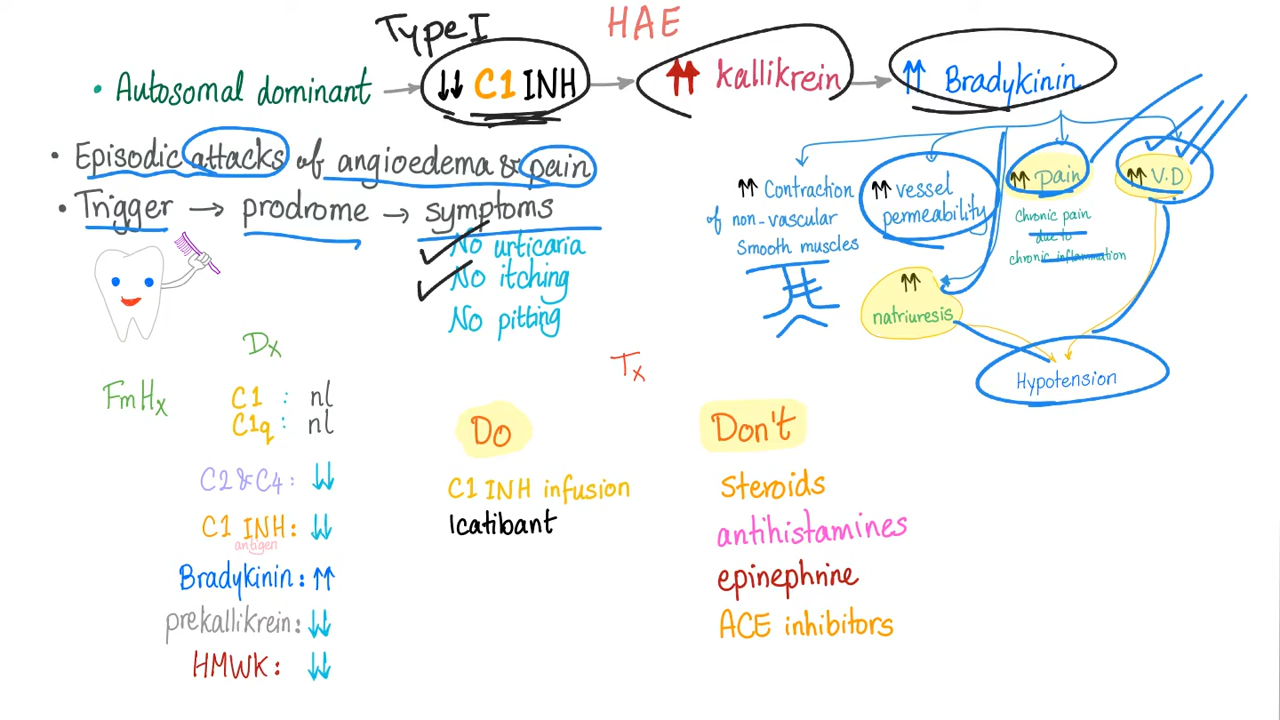 Type I
HAE
• Autosomal dominant → ↓↓ C1 INH → ↑↑ kallikrein → ↑↑ Bradykinin
• Episodic attacks of angioedema & pain
• Trigger → prodrome → symptoms
No urticaria
No itching
No pitting
↑↑ Contraction
of non-vascular
Smooth muscles
↑↑ vessel
permeability
↑↑ pain
Chronic pain
due to
chronic inflammation
↑↑ V.D
↑↑
natriuresis
Hypotension
Dx
FmHx
C1 : nl
C1q : nl
C2 & C4 : ↓↓
C1 INH : ↓↓
antigen
Bradykinin : ↑↑
prekallikrein : ↓↓
HMWK : ↓↓
Tx
Do
C1 INH infusion
Icatibant
Don't
Steroids
antihistamines
epinephrine
ACE inhibitors